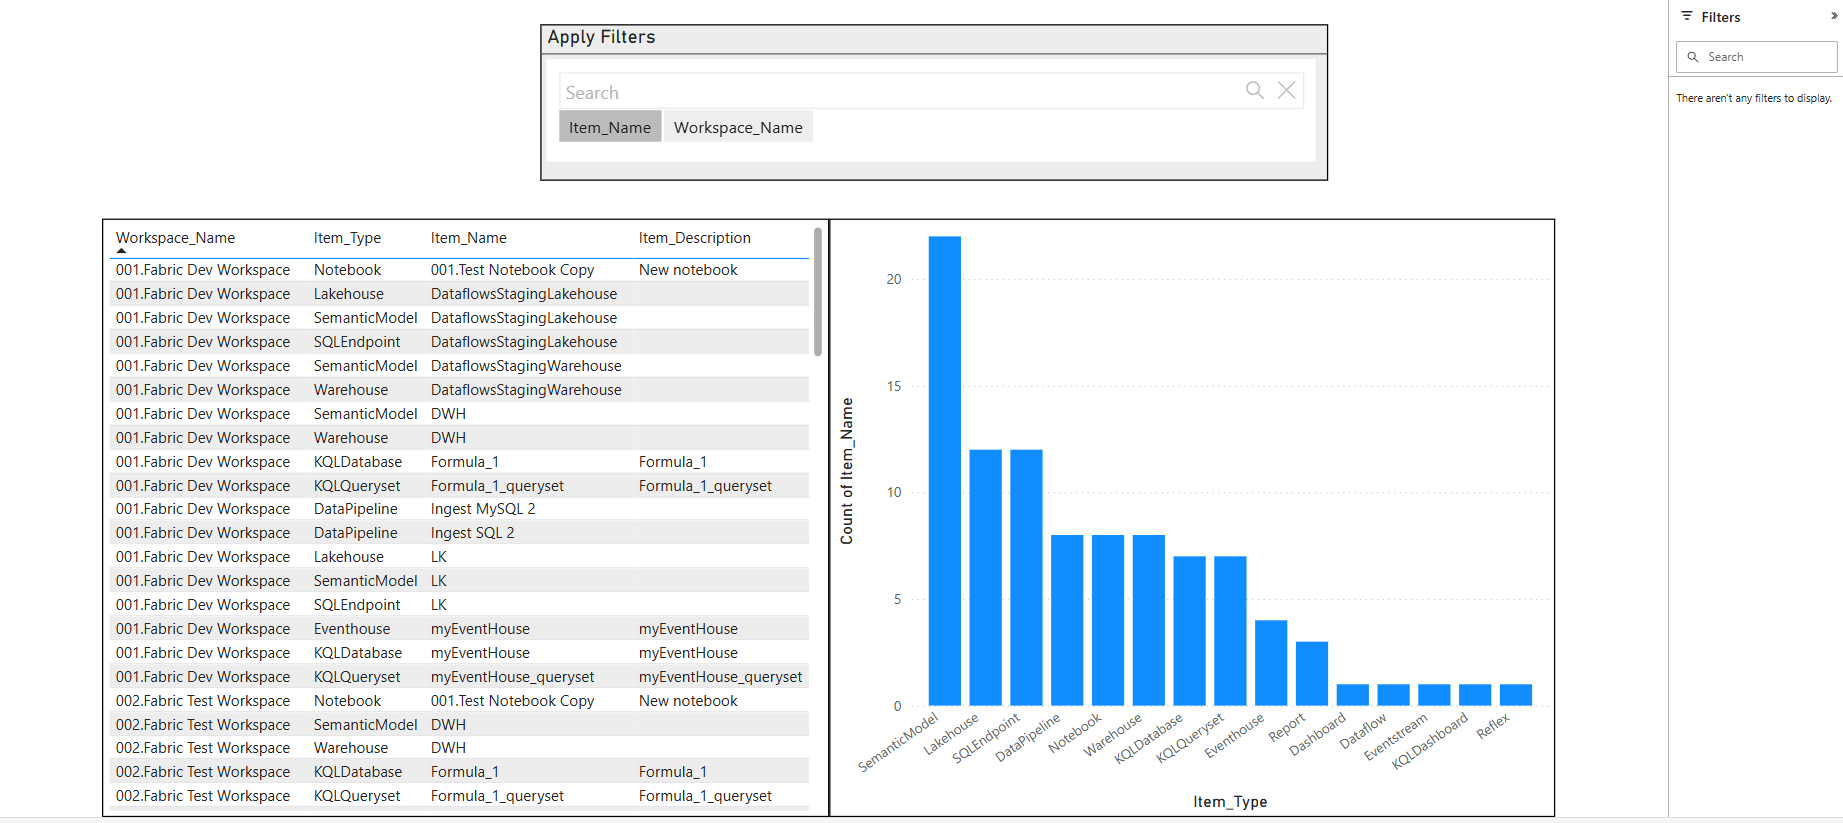 Apply Filters
Search
Item_Name Workspace_Name
Filters
Search
There aren't any filters to display.
Workspace_Name Item_Type Item_Name Item_Description
001.Fabric Dev Workspace Notebook 001.Test Notebook Copy New notebook
001.Fabric Dev Workspace Lakehouse DataflowsStagingLakehouse
001.Fabric Dev Workspace SemanticModel DataflowsStagingLakehouse
001.Fabric Dev Workspace SQLEndpoint DataflowsStagingLakehouse
001.Fabric Dev Workspace SemanticModel DataflowsStagingWarehouse
001.Fabric Dev Workspace Warehouse DataflowsStagingWarehouse
001.Fabric Dev Workspace SemanticModel DWH
001.Fabric Dev Workspace Warehouse DWH
001.Fabric Dev Workspace KQLDatabase Formula_1 Formula_1
001.Fabric Dev Workspace KQLQueryset Formula_1_queryset Formula_1_queryset
001.Fabric Dev Workspace DataPipeline Ingest MySQL 2
001.Fabric Dev Workspace DataPipeline Ingest SQL 2
001.Fabric Dev Workspace Lakehouse LK
001.Fabric Dev Workspace SemanticModel LK
001.Fabric Dev Workspace SQLEndpoint LK
001.Fabric Dev Workspace Eventhouse myEventHouse myEventHouse
001.Fabric Dev Workspace KQLDatabase myEventHouse myEventHouse
001.Fabric Dev Workspace KQLQueryset myEventHouse_queryset myEventHouse_queryset
002.Fabric Test Workspace Notebook 001.Test Notebook Copy New notebook
002.Fabric Test Workspace SemanticModel DWH
002.Fabric Test Workspace Warehouse DWH
002.Fabric Test Workspace KQLDatabase Formula_1 Formula_1
002.Fabric Test Workspace KQLQueryset Formula_1_queryset Formula_1_queryset
Count of Item_Name
20
15
10
5
0
SemanticModel
Lakehouse
SQLEndpoint
DataPipeline
Notebook
Warehouse
KQLDatabase
KQLQueryset
Eventhouse
Report
Dashboard
Dataflow
Eventstream
KQLDashboard
Reflex
Item_Type